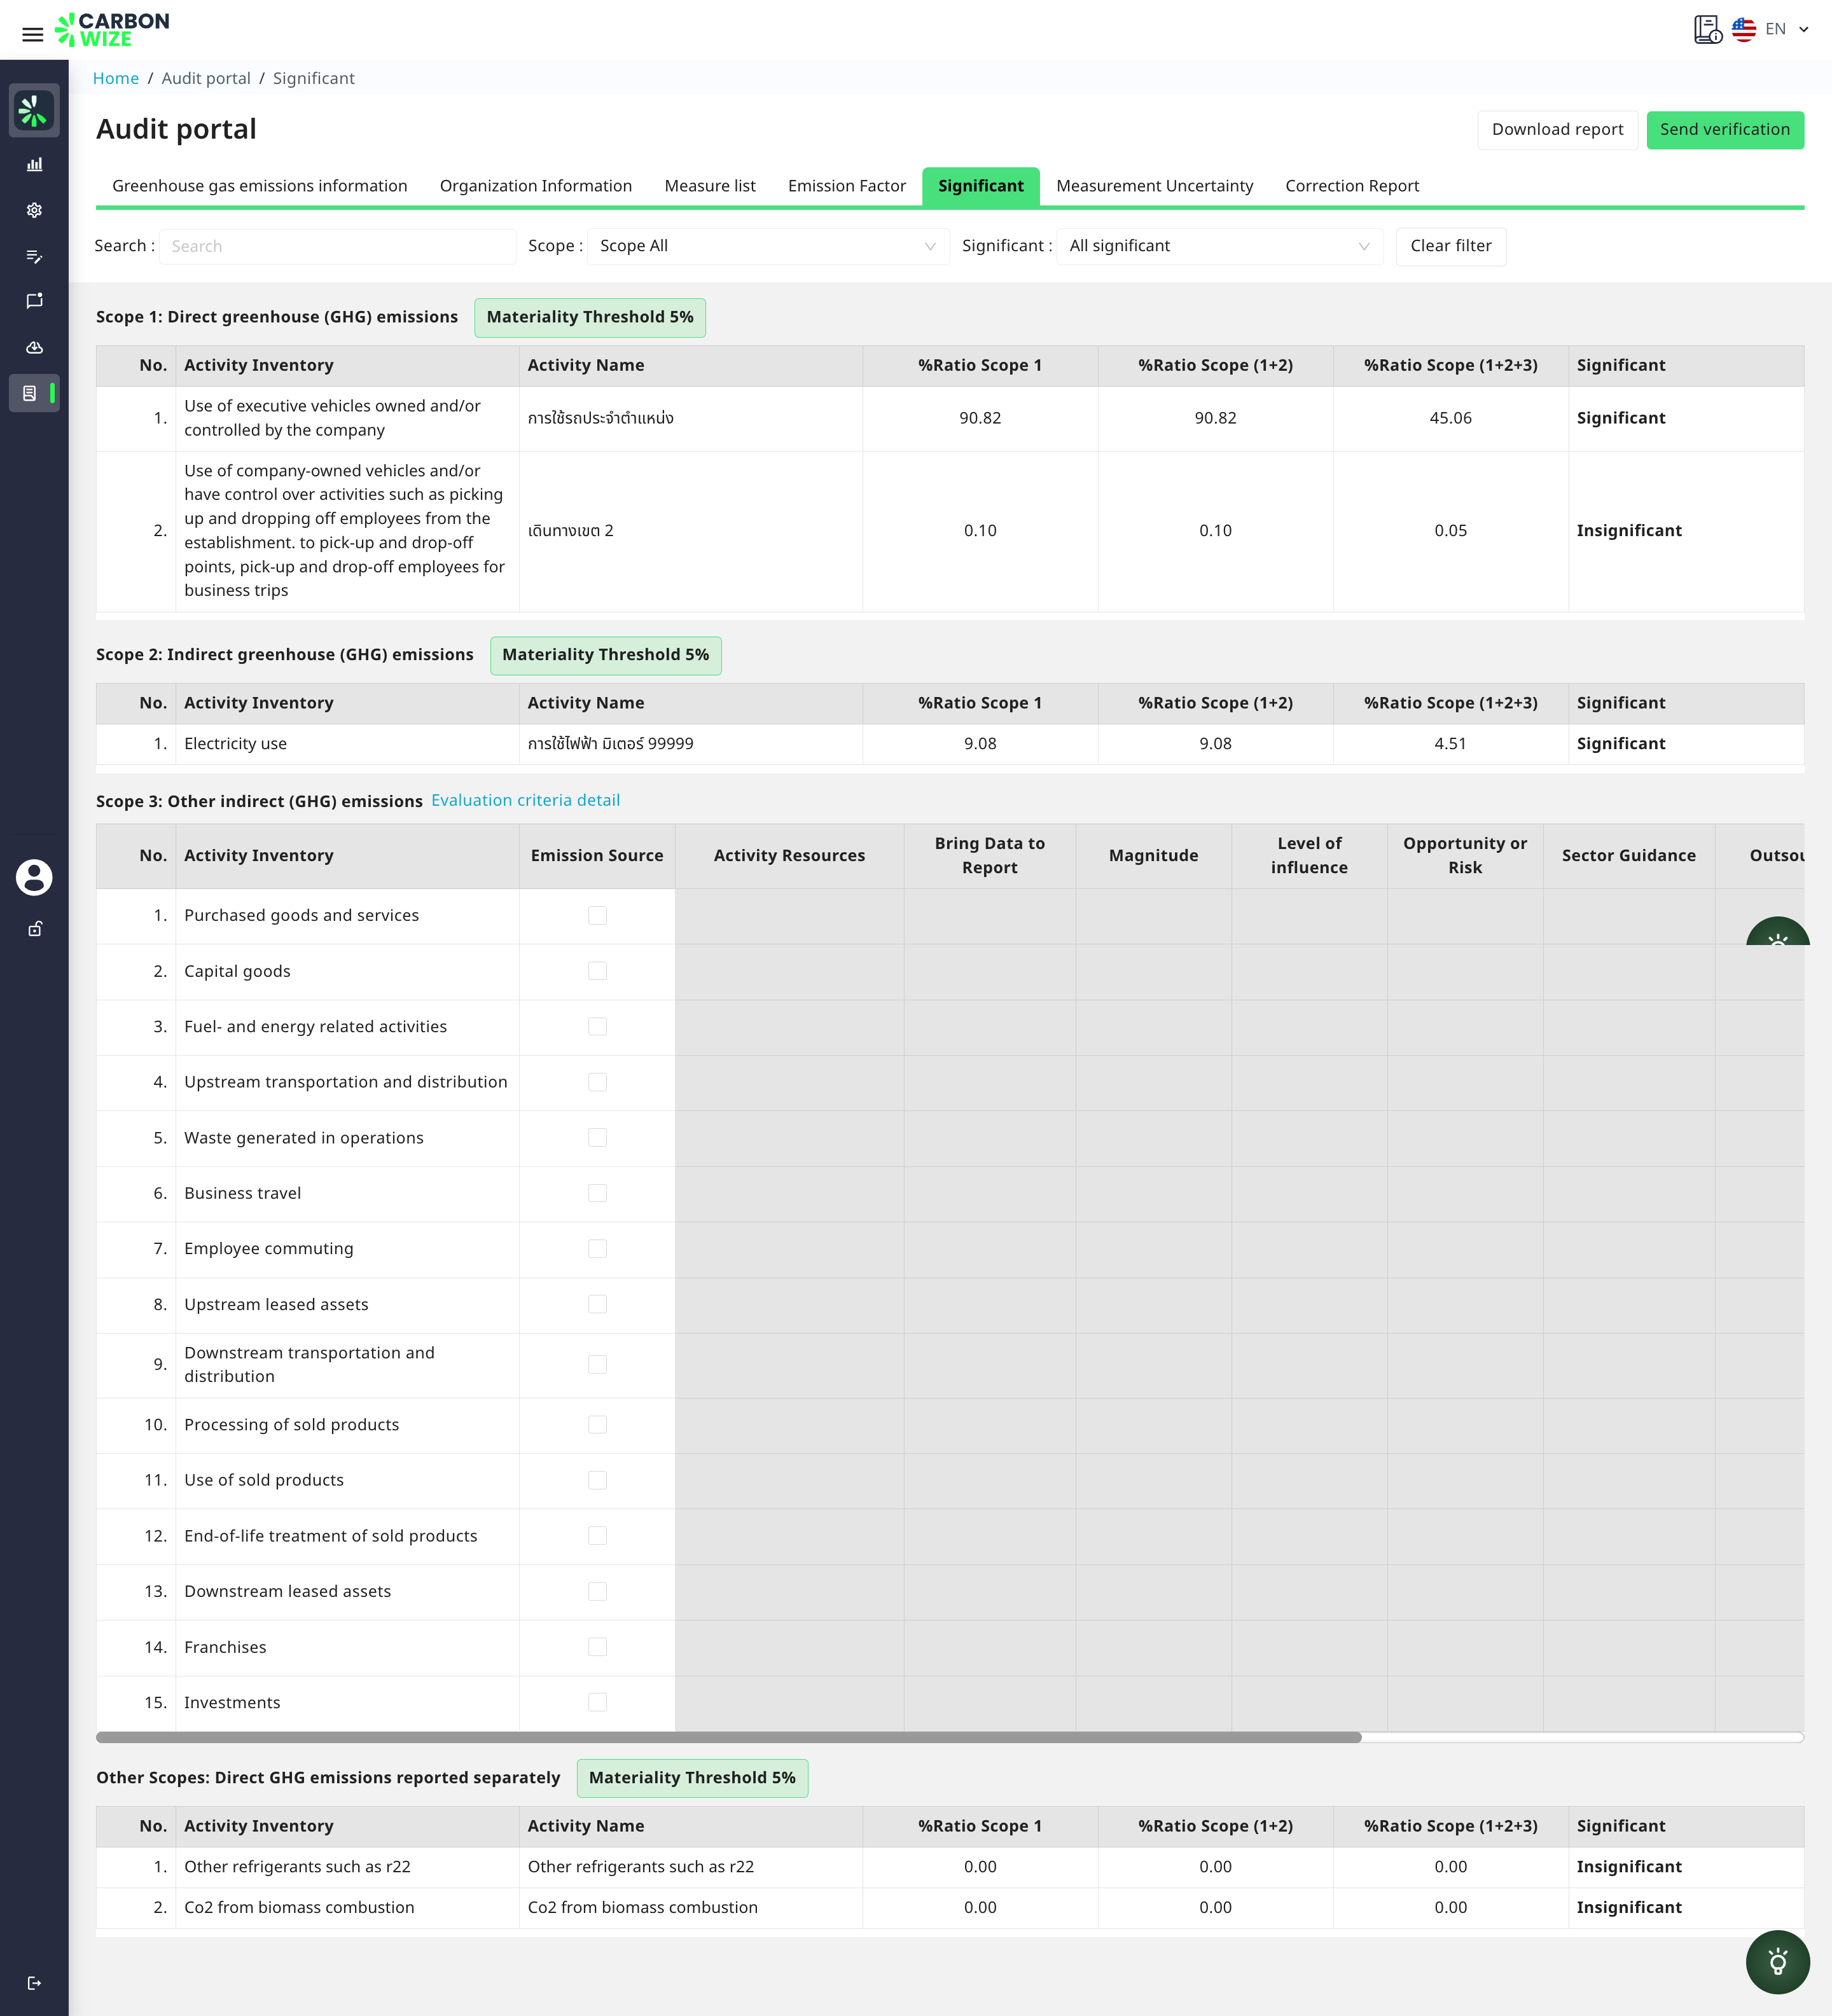 CARBON
WIZE
EN
Home / Audit portal / Significant
Audit portal
Download report
Send verification
Greenhouse gas emissions information
Organization Information
Measure list
Emission Factor
Significant
Measurement Uncertainty
Correction Report
Search :
Search
Scope :
Scope All
Significant :
All significant
Clear filter
Scope 1: Direct greenhouse (GHG) emissions
Materiality Threshold 5%
No. Activity Inventory Activity Name %Ratio Scope 1 %Ratio Scope (1+2) %Ratio Scope (1+2+3) Significant
1. Use of executive vehicles owned and/or
controlled by the company
การใช้รถประจำตำแหน่ง 90.82 90.82 45.06 Significant
2. Use of company-owned vehicles and/or
have control over activities such as picking
up and dropping off employees from the
establishment. to pick-up and drop-off
points, pick-up and drop-off employees for
business trips
เดินทางเขต 2 0.10 0.10 0.05 Insignificant
Scope 2: Indirect greenhouse (GHG) emissions
Materiality Threshold 5%
No. Activity Inventory Activity Name %Ratio Scope 1 %Ratio Scope (1+2) %Ratio Scope (1+2+3) Significant
1. Electricity use การใช้ไฟฟ้า มิเตอร์ 99999 9.08 9.08 4.51 Significant
Scope 3: Other indirect (GHG) emissions Evaluation criteria detail
No. Activity Inventory Emission Source Activity Resources
Bring Data to
Report
Magnitude
Level of
influence
Opportunity or
Risk
Sector Guidance
Outsou
1. Purchased goods and services
2. Capital goods
3. Fuel- and energy related activities
4. Upstream transportation and distribution
5. Waste generated in operations
6. Business travel
7. Employee commuting
8. Upstream leased assets
9. Downstream transportation and
distribution
10. Processing of sold products
11. Use of sold products
12. End-of-life treatment of sold products
13. Downstream leased assets
14. Franchises
15. Investments
Other Scopes: Direct GHG emissions reported separately
Materiality Threshold 5%
No. Activity Inventory Activity Name %Ratio Scope 1 %Ratio Scope (1+2) %Ratio Scope (1+2+3) Significant
1. Other refrigerants such as r22 Other refrigerants such as r22 0.00 0.00 0.00 Insignificant
2. Co2 from biomass combustion Co2 from biomass combustion 0.00 0.00 0.00 Insignificant